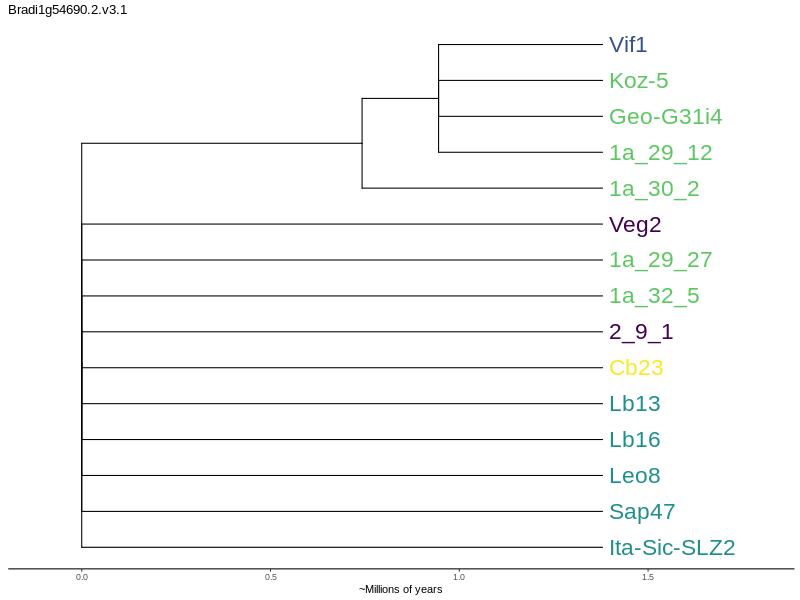 Bradi1g54690.2.v3.1
Vif1
Koz-5
Geo-G31i4
1a_29_12
1a_30_2
Veg2
1a_29_27
1a_32_5
2_9_1
Cb23
Lb13
Lb16
Leo8
Sap47
Ita-Sic-SLZ2
0.0 0.5 1.0 1.5
~Millions of years